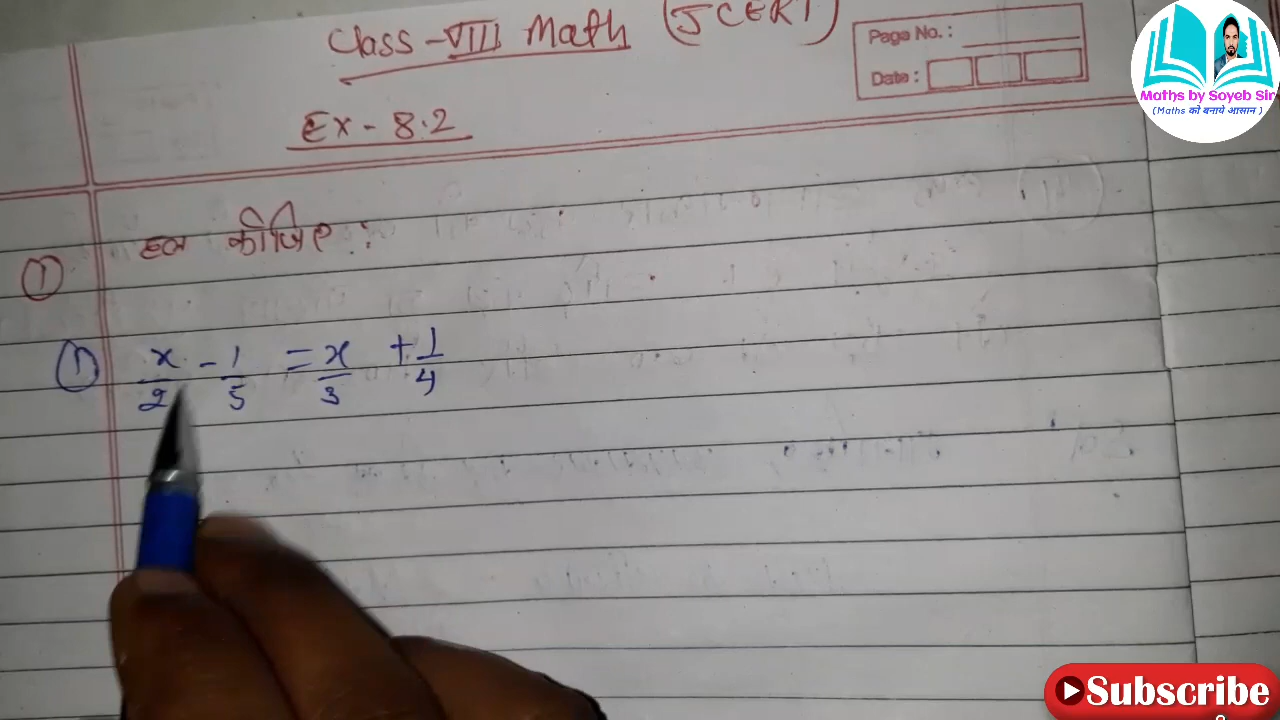 Class-VIII Math (JCERT)
Page No.:
Date:
Ex-8.2
Maths by Soyeb Sir
(Maths को बनाये आसान)
① हल कीजिए:
① x/2 - 1/5 = x/3 + 1/4
Subscribe